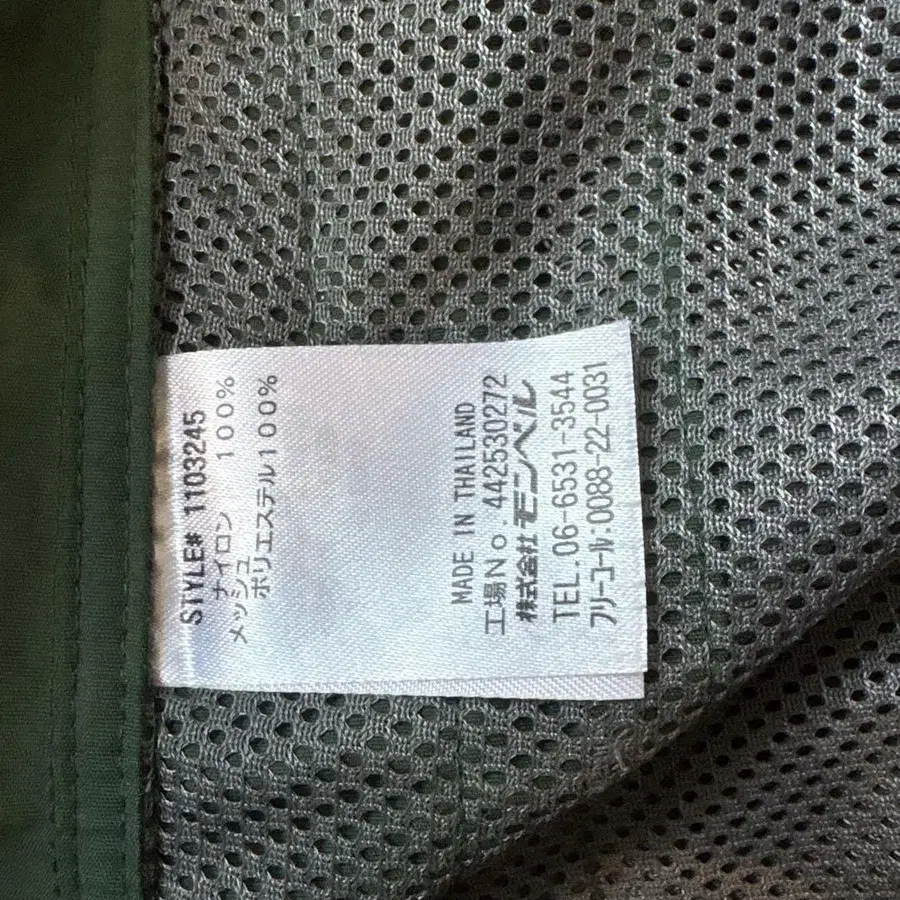 STYLE# 1103245
ナイロン 100%
メッシュ
ポリエステル100%
MADE IN THAILAND
工場No.442530272
株式会社 モンベル
TEL.06-6531-3544
フリーコール:0088-22-0031